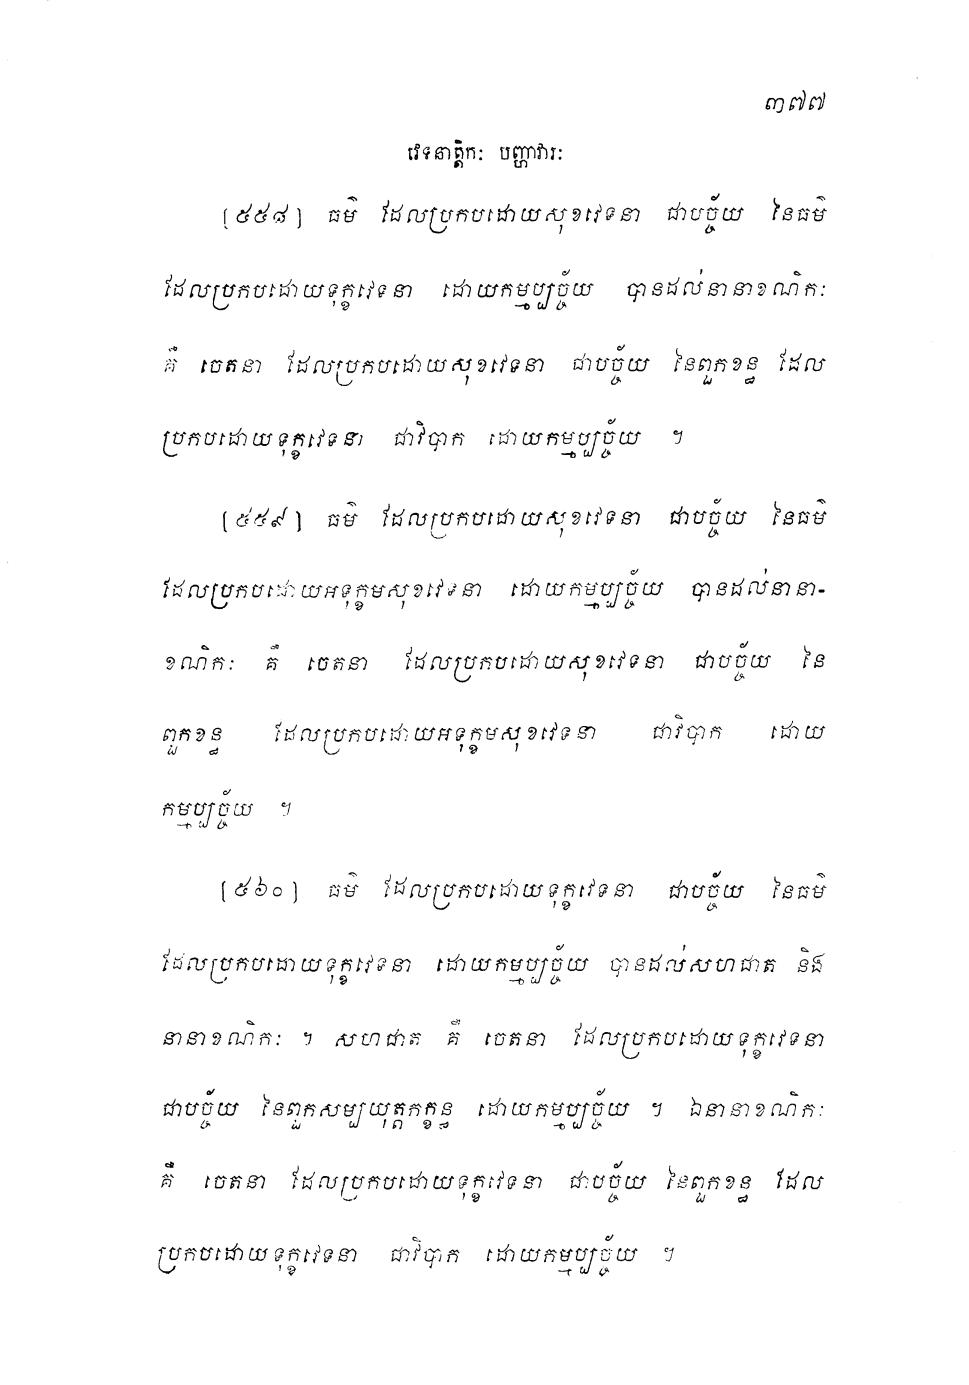 ៣៧៧
វេទនាត្តិកៈ បញ្ហាវារៈ
[៥៥៨] ធម៌ ដែលប្រកបដោយសុខវេទនា ជាបច្ច័យ នៃធម៌
ដែលប្រកបដោយទុក្ខវេទនា ដោយកម្មប្បច្ច័យ បានដល់នានាខណិកៈ
គឺ ចេតនា ដែលប្រកបដោយសុខវេទនា ជាបច្ច័យ នៃពួកខន្ធ ដែល
ប្រកបដោយទុក្ខវេទនា ជាវិបាក ដោយកម្មប្បច្ច័យ ។
[៥៥៩] ធម៌ ដែលប្រកបដោយសុខវេទនា ជាបច្ច័យ នៃធម៌
ដែលប្រកបដោយអទុក្ខមសុខវេទនា ដោយកម្មប្បច្ច័យ បានដល់នានា-
ខណិកៈ គឺ ចេតនា ដែលប្រកបដោយសុខវេទនា ជាបច្ច័យ នៃ
ពួកខន្ធ ដែលប្រកបដោយអទុក្ខមសុខវេទនា ជាវិបាក ដោយ
កម្មប្បច្ច័យ ។
[៥៦០] ធម៌ ដែលប្រកបដោយទុក្ខវេទនា ជាបច្ច័យ នៃធម៌
ដែលប្រកបដោយទុក្ខវេទនា ដោយកម្មប្បច្ច័យ បានដល់សហជាត និង
នានាខណិកៈ ។ សហជាត គឺ ចេតនា ដែលប្រកបដោយទុក្ខវេទនា
ជាបច្ច័យ នៃពួកសម្បយុត្តកក្ខន្ធ ដោយកម្មប្បច្ច័យ ។ ឯនានាខណិកៈ
គឺ ចេតនា ដែលប្រកបដោយទុក្ខវេទនា ជាបច្ច័យ នៃពួកខន្ធ ដែល
ប្រកបដោយទុក្ខវេទនា ជាវិបាក ដោយកម្មប្បច្ច័យ ។